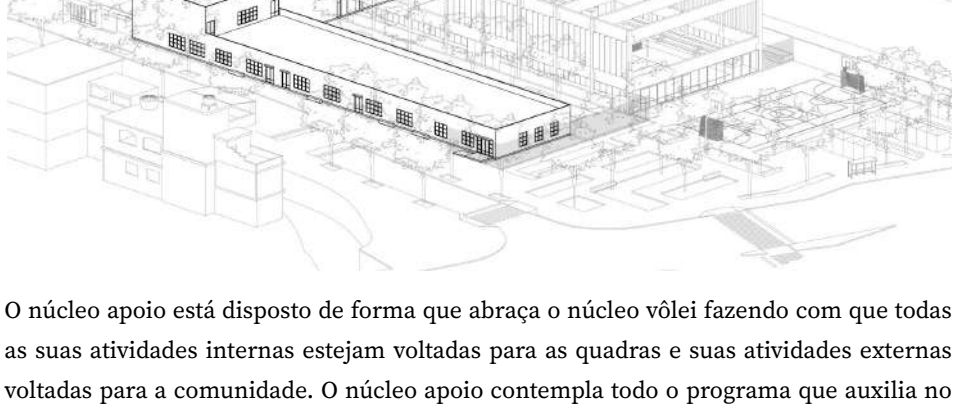 O núcleo apoio está disposto de forma que abraça o núcleo vôlei fazendo com que todas
as suas atividades internas estejam voltadas para as quadras e suas atividades externas
voltadas para a comunidade. O núcleo apoio contempla todo o programa que auxilia no